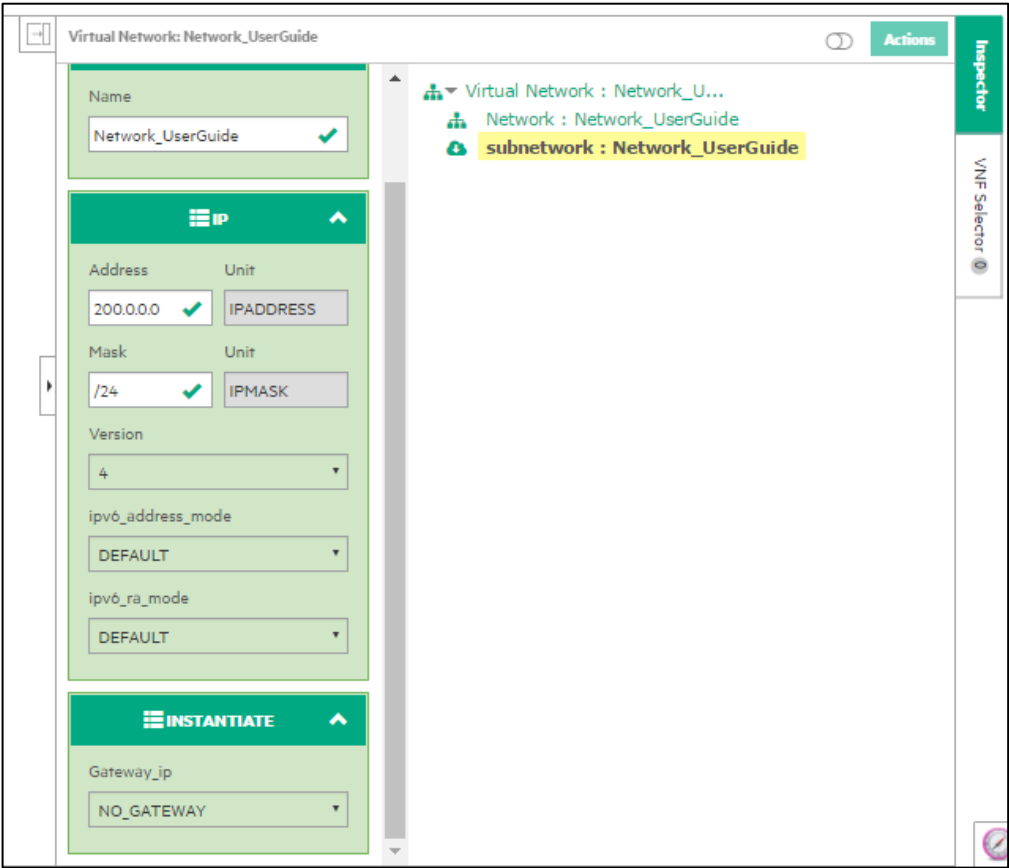 Virtual Network: Network_UserGuide
Actions
Name
Network_UserGuide
IP
Address Unit
200.0.0.0 IPADDRESS
Mask Unit
/24 IPMASK
Version
4
ipv6_address_mode
DEFAULT
ipv6_ra_mode
DEFAULT
INSTANTIATE
Gateway_ip
NO_GATEWAY
Virtual Network : Network_U...
Network : Network_UserGuide
subnetwork : Network_UserGuide
Inspector
VNF Selector 0